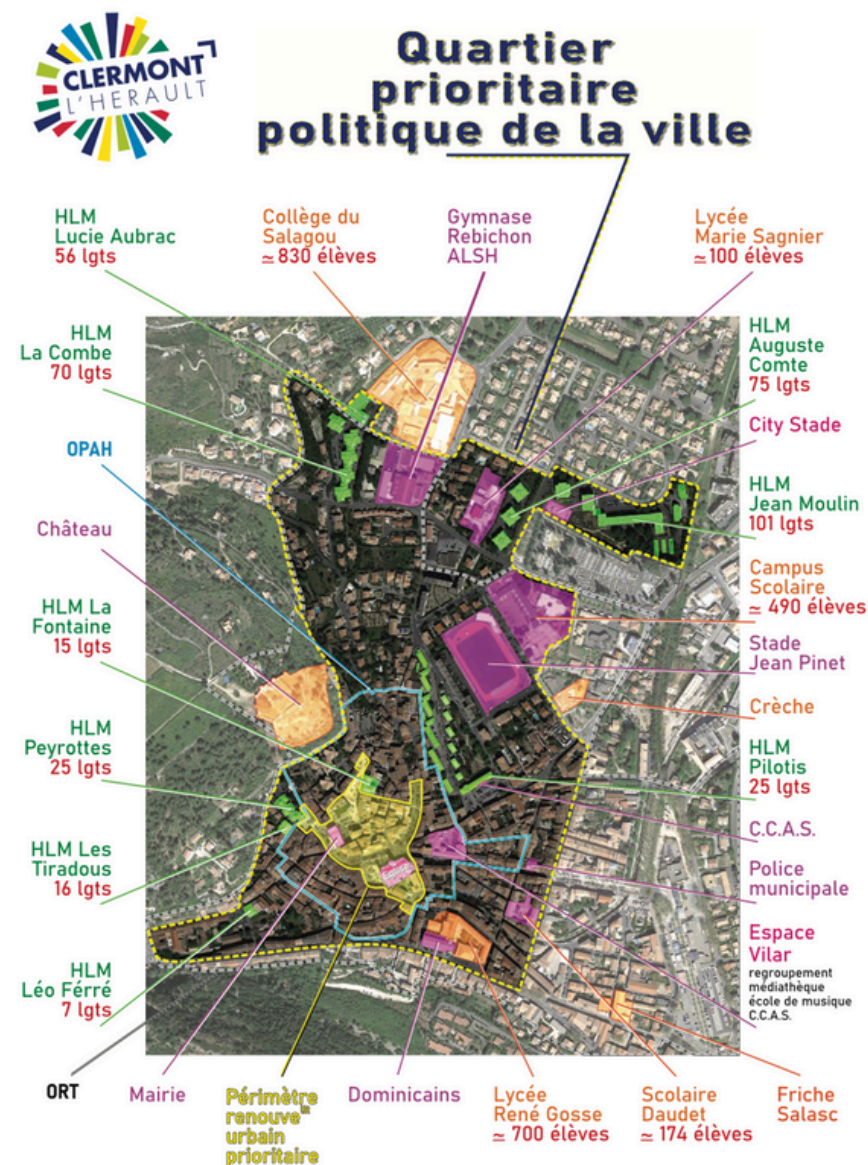 CLERMONT
L'HERAULT
Quartier
prioritaire
politique de la ville
HLM
Lucie Aubrac
56 lgts
Collège du
Salagou
≃ 830 élèves
Gymnase
Rebichon
ALSH
Lycée
Marie Sagnier
≃100 élèves
HLM
La Combe
70 lgts
HLM
Auguste
Comte
75 lgts
OPAH
City Stade
Château
HLM
Jean Moulin
101 lgts
HLM La
Fontaine
15 lgts
Campus
Scolaire
≃ 490 élèves
Stade
Jean Pinet
Crèche
HLM
Peyrottes
25 lgts
HLM
Pilotis
25 lgts
C.C.A.S.
HLM Les
Tiradous
16 lgts
Police
municipale
Espace
Vilar
regroupement
médiathèque
école de musique
C.C.A.S.
HLM
Léo Férré
7 lgts
ORT
Mairie
Périmètre
renouve^nt
urbain
prioritaire
Dominicains
Lycée
René Gosse
≃ 700 élèves
Scolaire
Daudet
≃ 174 élèves
Friche
Salasc